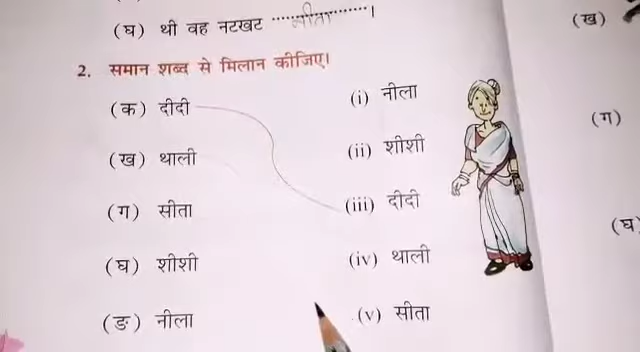 (घ) थी वह नटखट ..........सीता..........।
2. समान शब्द से मिलान कीजिए।
(क) दीदी (i) नीला
(ख) थाली (ii) शीशी
(ग) सीता (iii) दीदी
(घ) शीशी (iv) थाली
(ङ) नीला (v) सीता
(ख)
(ग)
(घ)